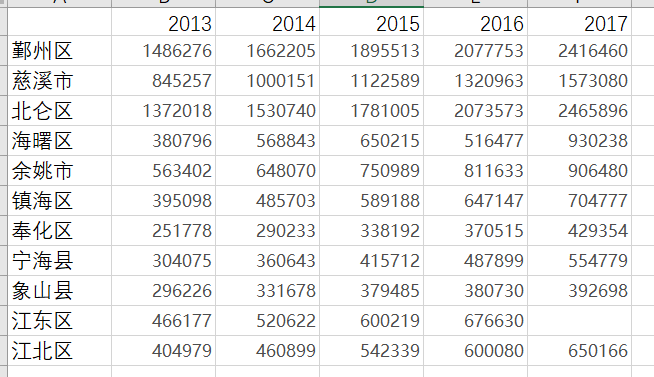 2013 2014 2015 2016 2017
鄞州区 1486276 1662205 1895513 2077753 2416460
慈溪市 845257 1000151 1122589 1320963 1573080
北仑区 1372018 1530740 1781005 2073573 2465896
海曙区 380796 568843 650215 516477 930238
余姚市 563402 648070 750989 811633 906480
镇海区 395098 485703 589188 647147 704777
奉化区 251778 290233 338192 370515 429354
宁海县 304075 360643 415712 487899 554779
象山县 296226 331678 379485 380730 392698
江东区 466177 520622 600219 676630
江北区 404979 460899 542339 600080 650166